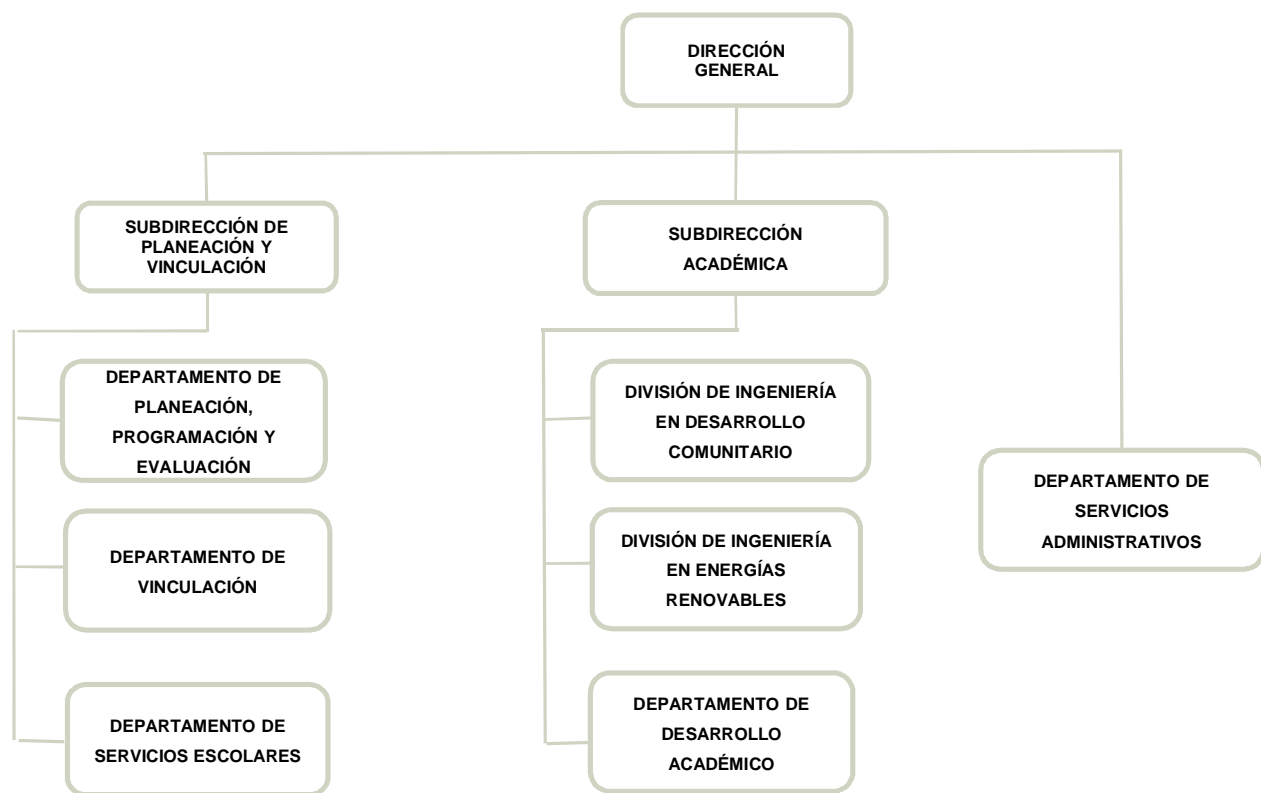 DIRECCIÓN
GENERAL
SUBDIRECCIÓN DE
PLANEACIÓN Y
VINCULACIÓN
SUBDIRECCIÓN
ACADÉMICA
DEPARTAMENTO DE
PLANEACIÓN,
PROGRAMACIÓN Y
EVALUACIÓN
DIVISIÓN DE INGENIERÍA
EN DESARROLLO
COMUNITARIO
DEPARTAMENTO DE
SERVICIOS
ADMINISTRATIVOS
DEPARTAMENTO DE
VINCULACIÓN
DIVISIÓN DE INGENIERÍA
EN ENERGÍAS
RENOVABLES
DEPARTAMENTO DE
SERVICIOS ESCOLARES
DEPARTAMENTO DE
DESARROLLO
ACADÉMICO